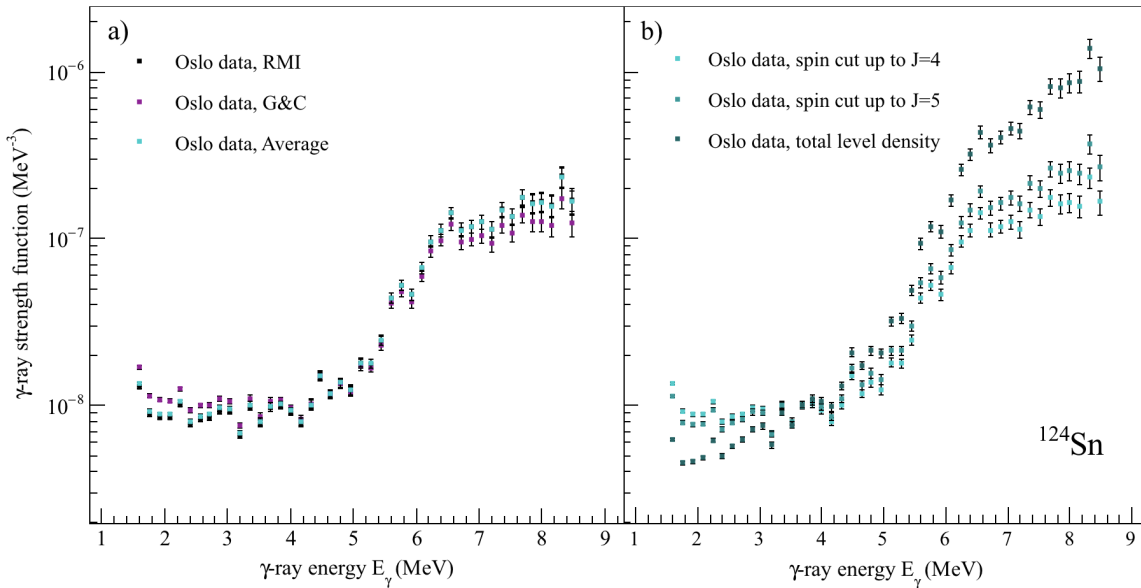 a)
Oslo data, RMI
Oslo data, G&C
Oslo data, Average
b)
Oslo data, spin cut up to J=4
Oslo data, spin cut up to J=5
Oslo data, total level density
¹²⁴Sn
γ-ray strength function (MeV⁻³)
10⁻⁶
10⁻⁷
10⁻⁸
1 2 3 4 5 6 7 8 9
1 2 3 4 5 6 7 8 9
γ-ray energy E_γ (MeV)
γ-ray energy E_γ (MeV)